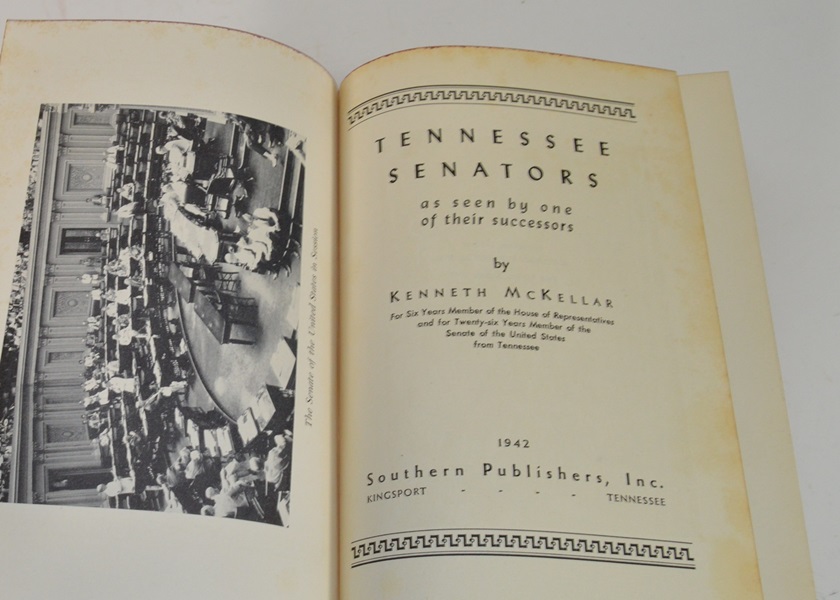 The Senate of the United States in Session
TENNESSEE
SENATORS
as seen by one
of their successors
by
KENNETH McKELLAR
For Six Years Member of the House of Representatives
and for Twenty-six Years Member of the
Senate of the United States
from Tennessee
1942
Southern Publishers, Inc.
KINGSPORT - - - - TENNESSEE